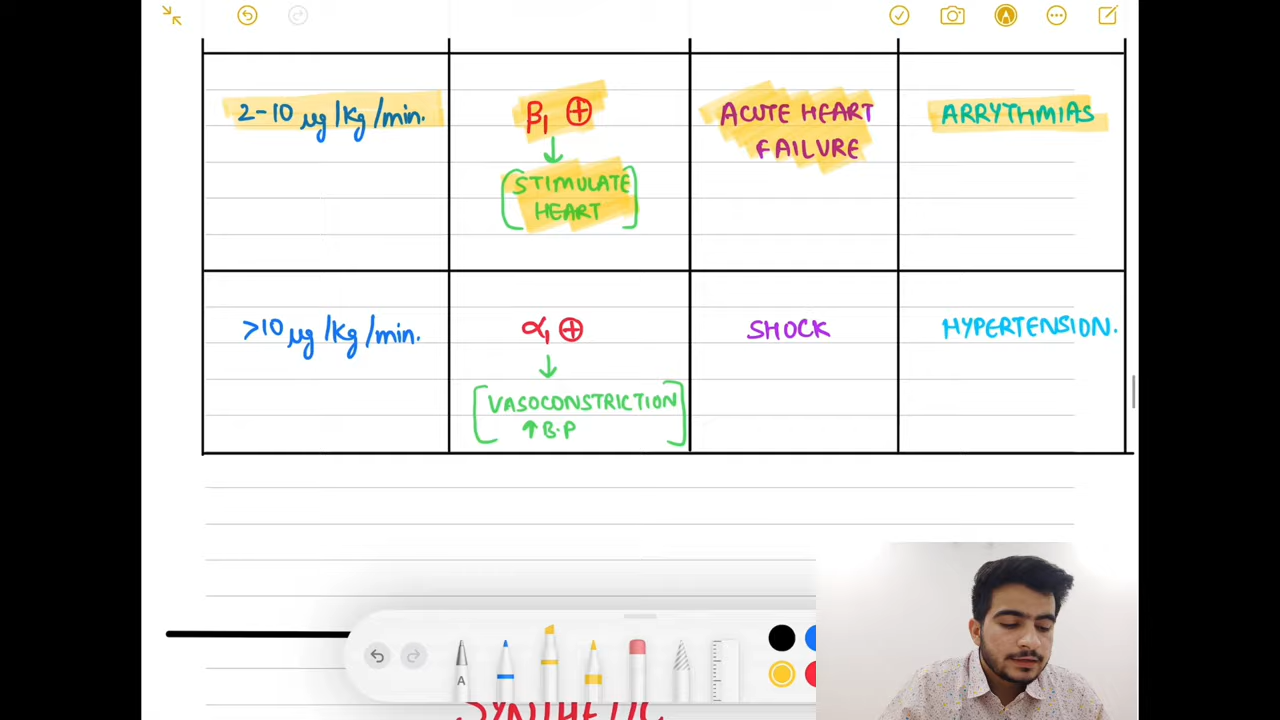 2-10 µg/kg/min.
β₁ ⊕
↓
[STIMULATE
HEART]
ACUTE HEART
FAILURE
ARRYTHMIAS
>10 µg/kg/min.
α₁ ⊕
↓
[VASOCONSTRICTION
↑ B.P]
SHOCK
HYPERTENSION.
A
SYNTHETIC